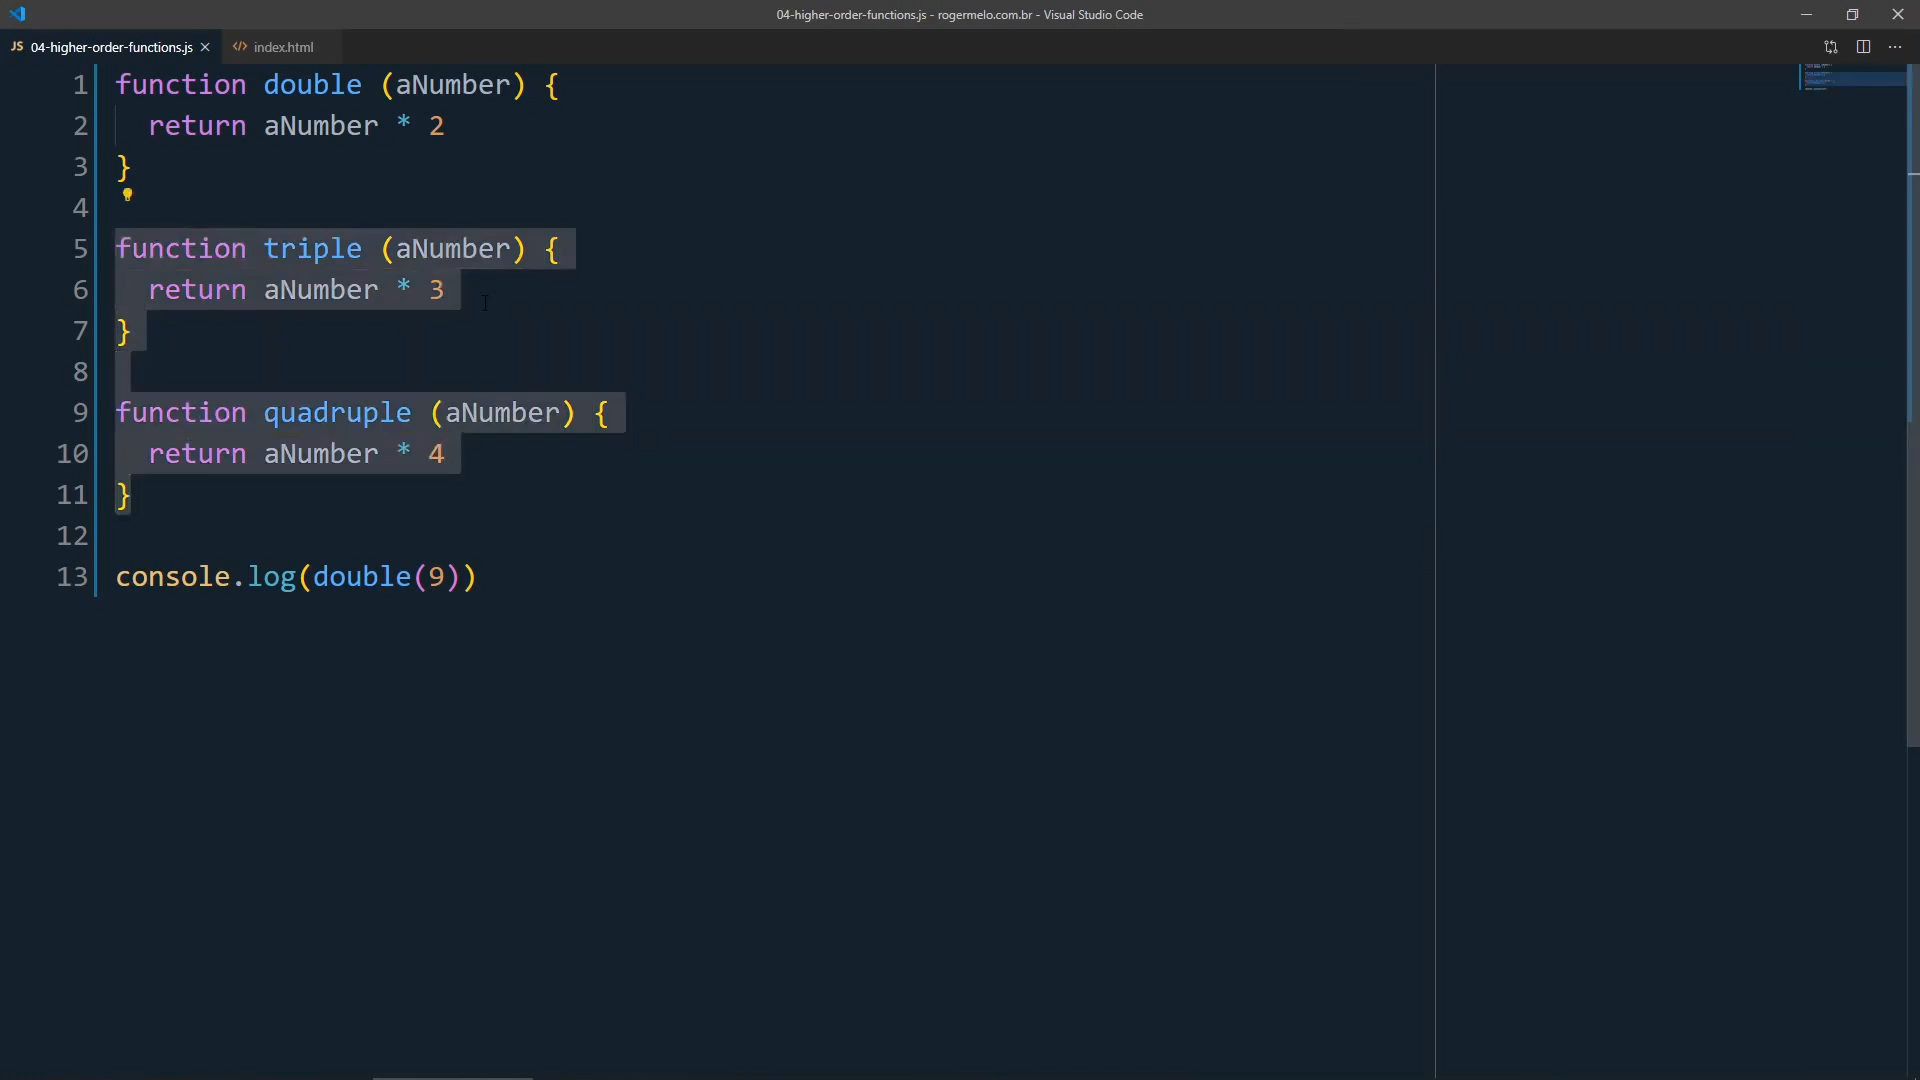 04-higher-order-functions.js - rogermelo.com.br - Visual Studio Code
JS 04-higher-order-functions.js
index.html
1 function double (aNumber) {
2   return aNumber * 2
3 }
4
5 function triple (aNumber) {
6   return aNumber * 3
7 }
8
9 function quadruple (aNumber) {
10   return aNumber * 4
11 }
12
13 console.log(double(9))